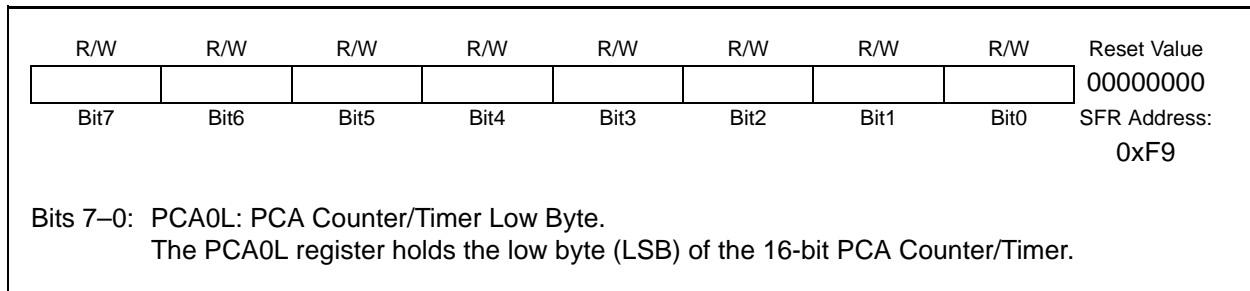 R/W R/W R/W R/W R/W R/W R/W R/W Reset Value
00000000
Bit7 Bit6 Bit5 Bit4 Bit3 Bit2 Bit1 Bit0 SFR Address:
0xF9
Bits 7–0: PCA0L: PCA Counter/Timer Low Byte.
The PCA0L register holds the low byte (LSB) of the 16-bit PCA Counter/Timer.